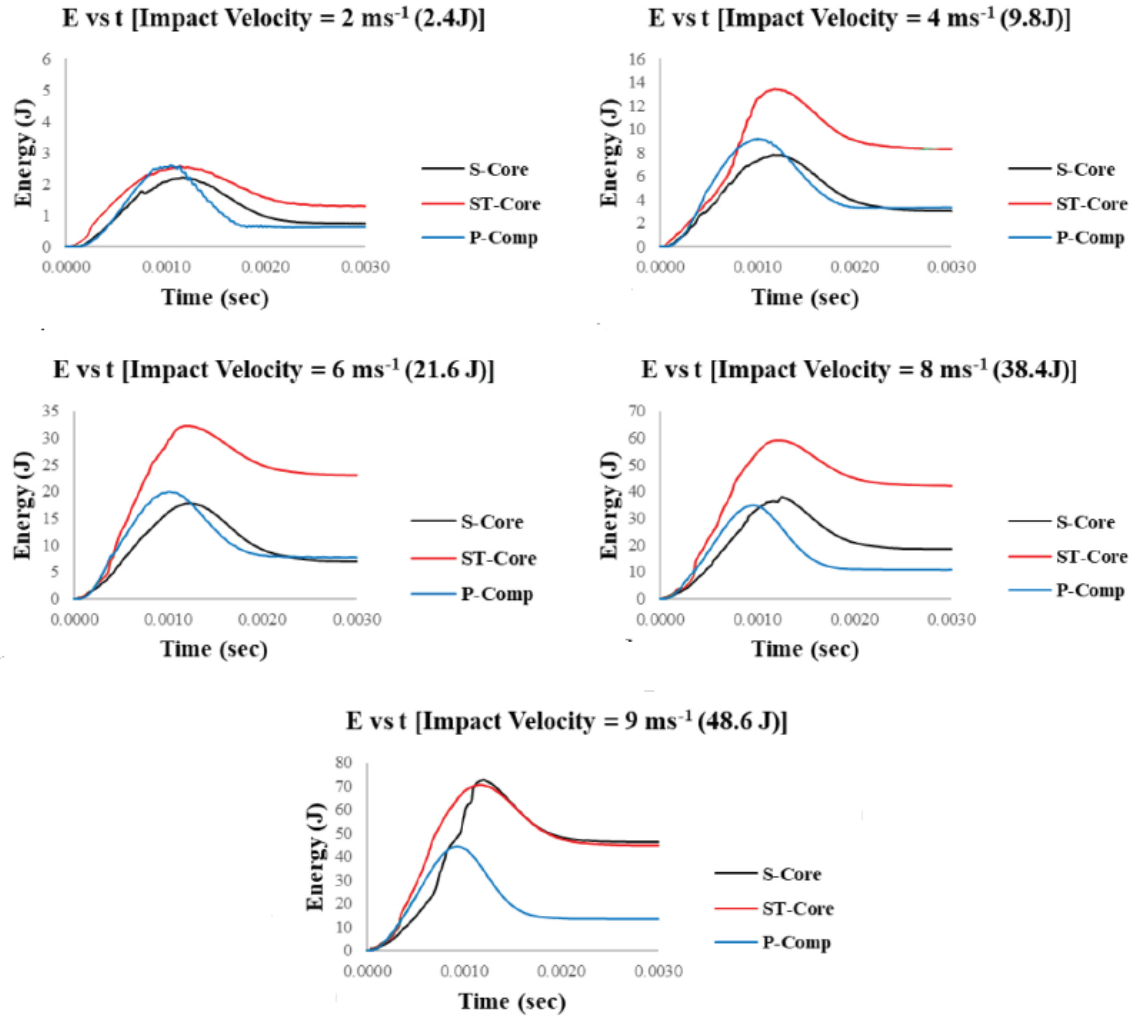 E vs t [Impact Velocity = 2 ms-1 (2.4J)]
6
5
4
3
2
1
0
Energy (J)
0.0000 0.0010 0.0020 0.0030
Time (sec)
S-Core
ST-Core
P-Comp
E vs t [Impact Velocity = 4 ms-1 (9.8J)]
16
14
12
10
8
6
4
2
0
Energy (J)
0.0000 0.0010 0.0020 0.0030
Time (sec)
S-Core
ST-Core
P-Comp
E vs t [Impact Velocity = 6 ms-1 (21.6 J)]
35
30
25
20
15
10
5
0
Energy (J)
0.0000 0.0010 0.0020 0.0030
Time (sec)
S-Core
ST-Core
P-Comp
E vs t [Impact Velocity = 8 ms-1 (38.4J)]
70
60
50
40
30
20
10
0
Energy (J)
0.0000 0.0010 0.0020 0.0030
Time (sec)
S-Core
ST-Core
P-Comp
E vs t [Impact Velocity = 9 ms-1 (48.6 J)]
80
70
60
50
40
30
20
10
0
Energy (J)
0.0000 0.0010 0.0020 0.0030
Time (sec)
S-Core
ST-Core
P-Comp